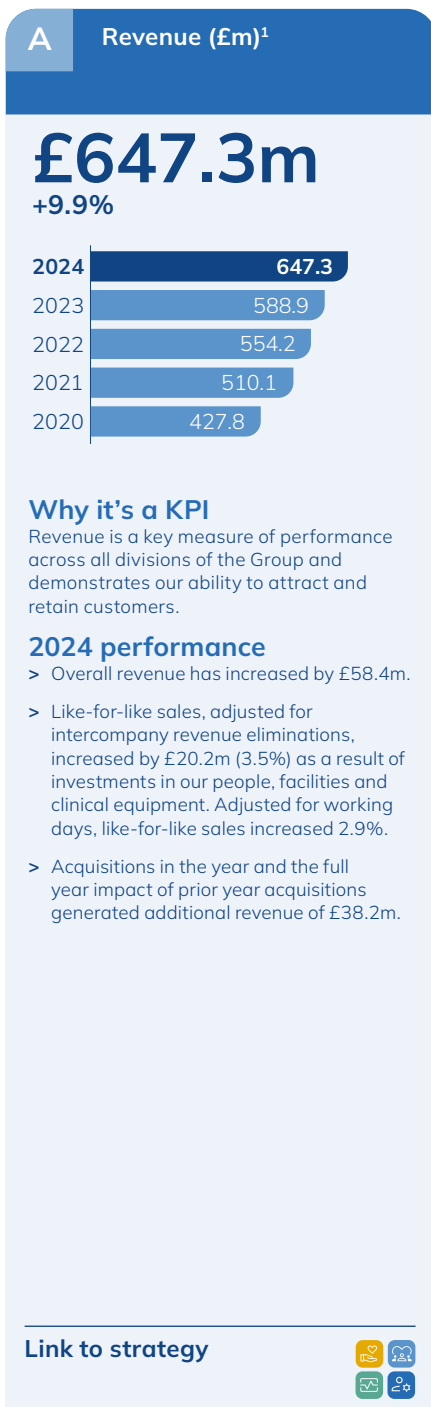 A
Revenue (£m)¹
£647.3m
+9.9%
2024 647.3
2023 588.9
2022 554.2
2021 510.1
2020 427.8
Why it’s a KPI
Revenue is a key measure of performance
across all divisions of the Group and
demonstrates our ability to attract and
retain customers.
2024 performance
> Overall revenue has increased by £58.4m.
> Like-for-like sales, adjusted for
intercompany revenue eliminations,
increased by £20.2m (3.5%) as a result of
investments in our people, facilities and
clinical equipment. Adjusted for working
days, like-for-like sales increased 2.9%.
> Acquisitions in the year and the full
year impact of prior year acquisitions
generated additional revenue of £38.2m.
Link to strategy